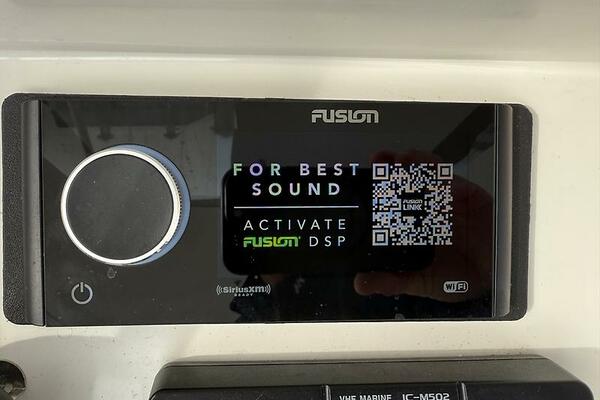 FUSION
FOR BEST
SOUND
ACTIVATE
FUSION® DSP
FUSION
LINK
((SiriusXM))
READY
WiFi
VHF MARINE IC-M502